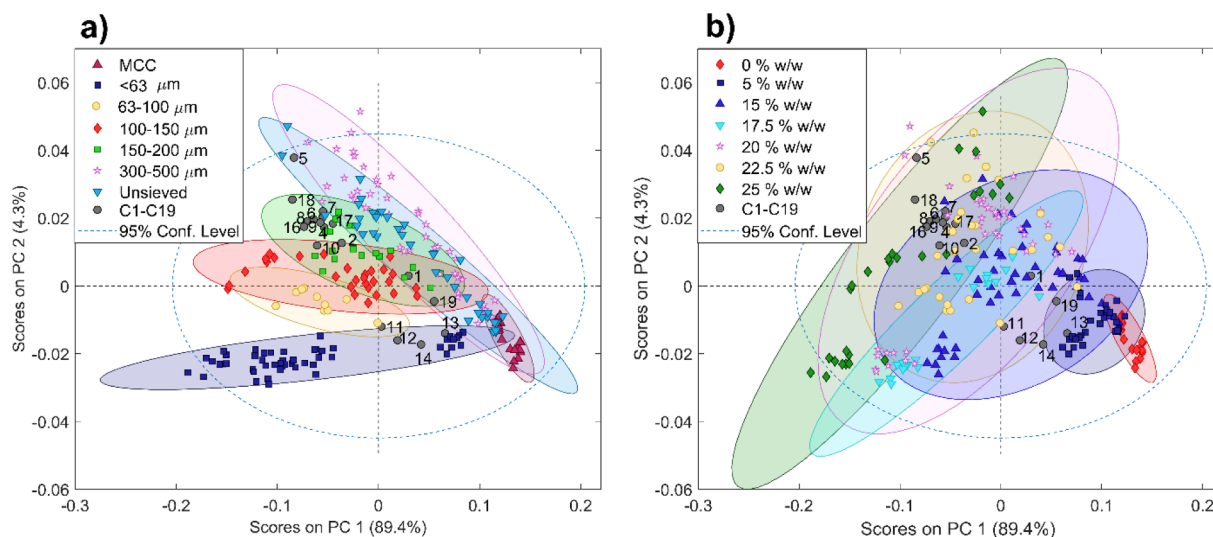 a)
MCC
<63 μm
63-100 μm
100-150 μm
150-200 μm
300-500 μm
Unsieved
C1-C19
95% Conf. Level
0.06
0.04
0.02
0
-0.02
-0.04
-0.06
-0.3
-0.2
-0.1
0
0.1
0.2
Scores on PC 2 (4.3%)
Scores on PC 1 (89.4%)
5
18
7
6
8
9
17
16
4
10
2
1
19
11
12
13
14
b)
0 % w/w
5 % w/w
15 % w/w
17.5 % w/w
20 % w/w
22.5 % w/w
25 % w/w
C1-C19
95% Conf. Level
0.06
0.04
0.02
0
-0.02
-0.04
-0.06
-0.3
-0.2
-0.1
0
0.1
0.2
Scores on PC 2 (4.3%)
Scores on PC 1 (89.4%)
5
18
7
6
8
9
17
16
4
10
2
1
19
11
12
13
14